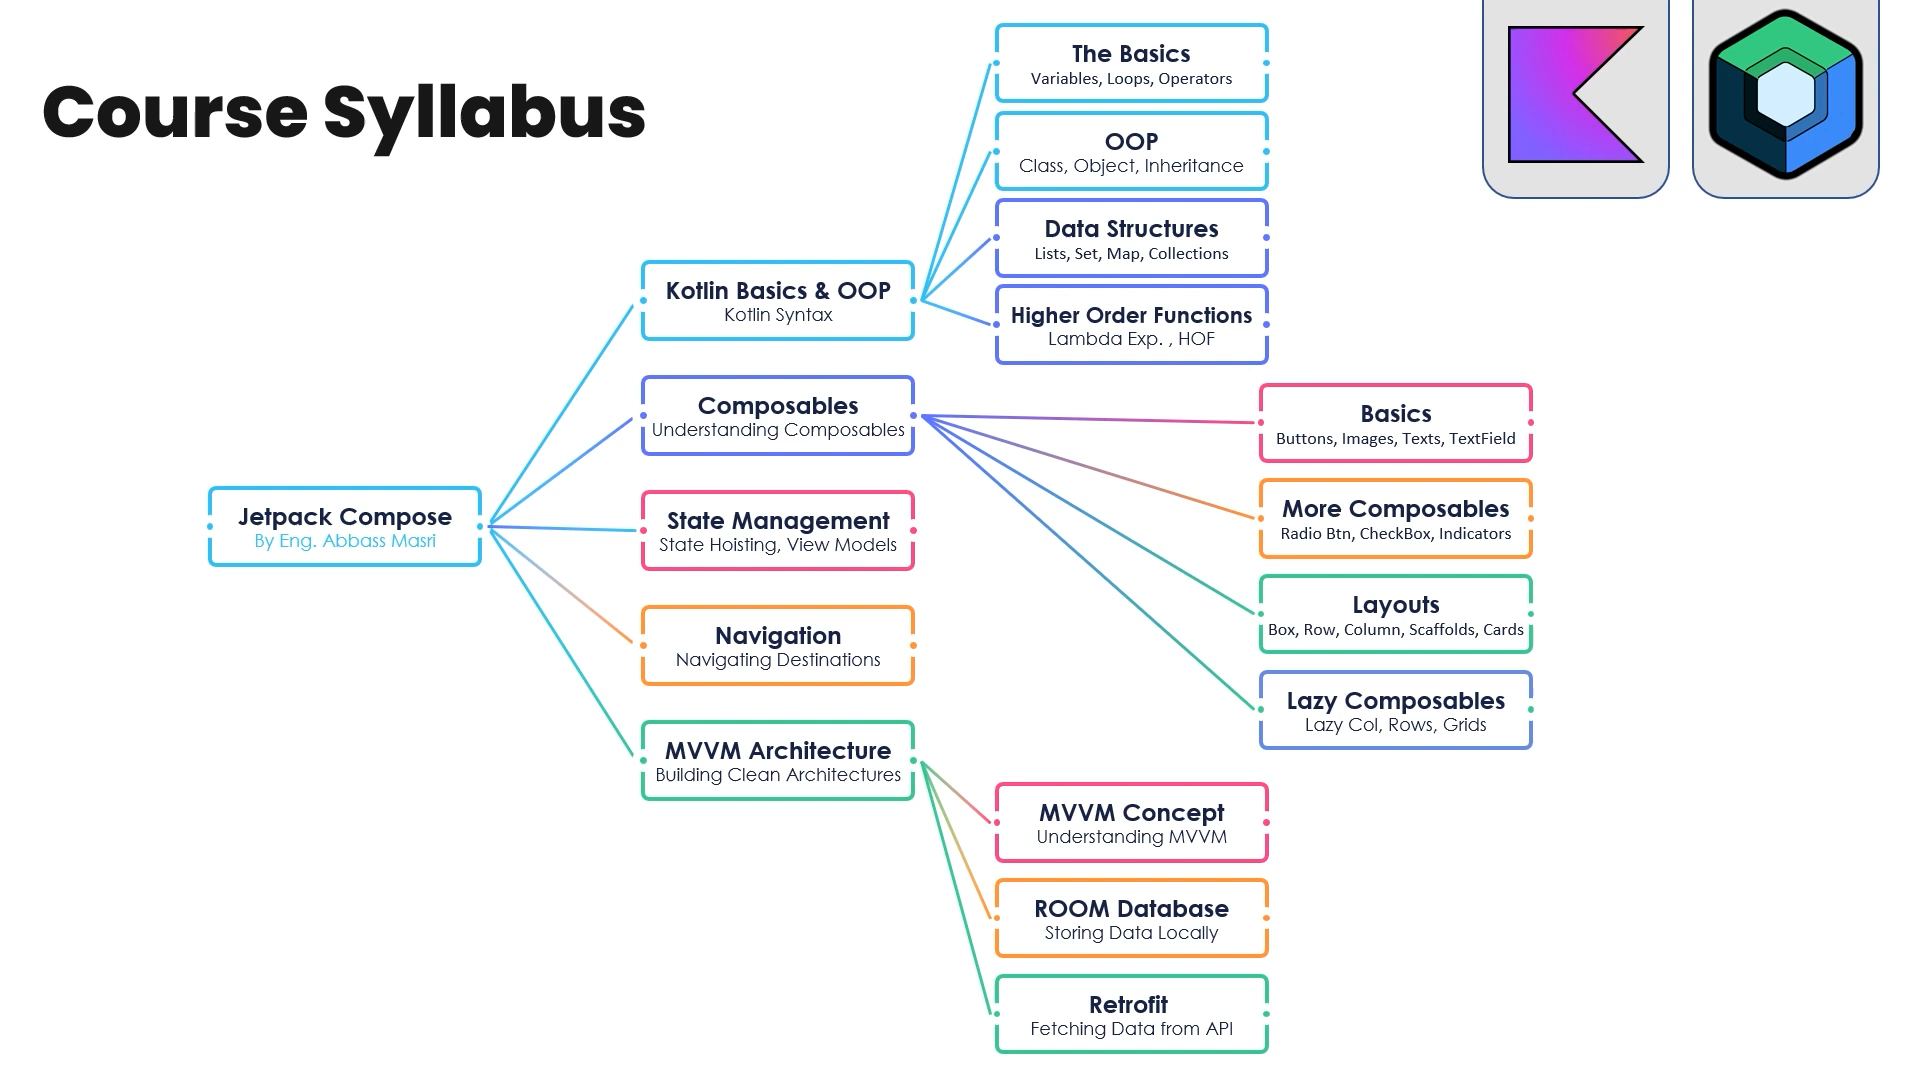 Course Syllabus
The Basics
Variables, Loops, Operators
OOP
Class, Object, Inheritance
Data Structures
Lists, Set, Map, Collections
Higher Order Functions
Lambda Exp. , HOF
Kotlin Basics & OOP
Kotlin Syntax
Composables
Understanding Composables
Basics
Buttons, Images, Texts, TextField
More Composables
Radio Btn, CheckBox, Indicators
Layouts
Box, Row, Column, Scaffolds, Cards
Lazy Composables
Lazy Col, Rows, Grids
Jetpack Compose
By Eng. Abbass Masri
State Management
State Hoisting, View Models
Navigation
Navigating Destinations
MVVM Architecture
Building Clean Architectures
MVVM Concept
Understanding MVVM
ROOM Database
Storing Data Locally
Retrofit
Fetching Data from API